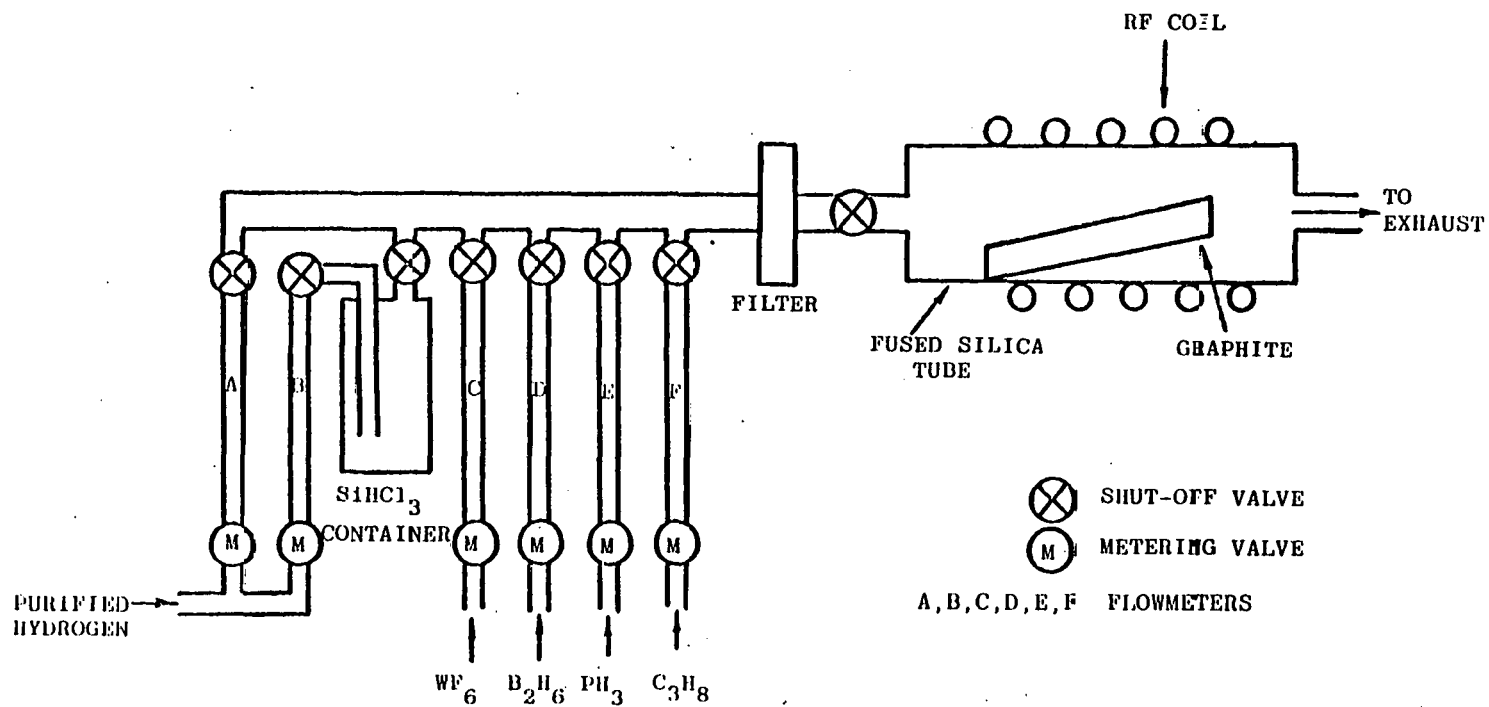 RF COIL
TO
EXHAUST
FILTER
FUSED SILICA
TUBE
GRAPHITE
A
B
C
D
E
F
SiHCl3
CONTAINER
M
M
M
M
M
M
SHUT-OFF VALVE
M METERING VALVE
A,B,C,D,E,F FLOWMETERS
PURIFIED
HYDROGEN
WF6
B2H6
PH3
C3H8